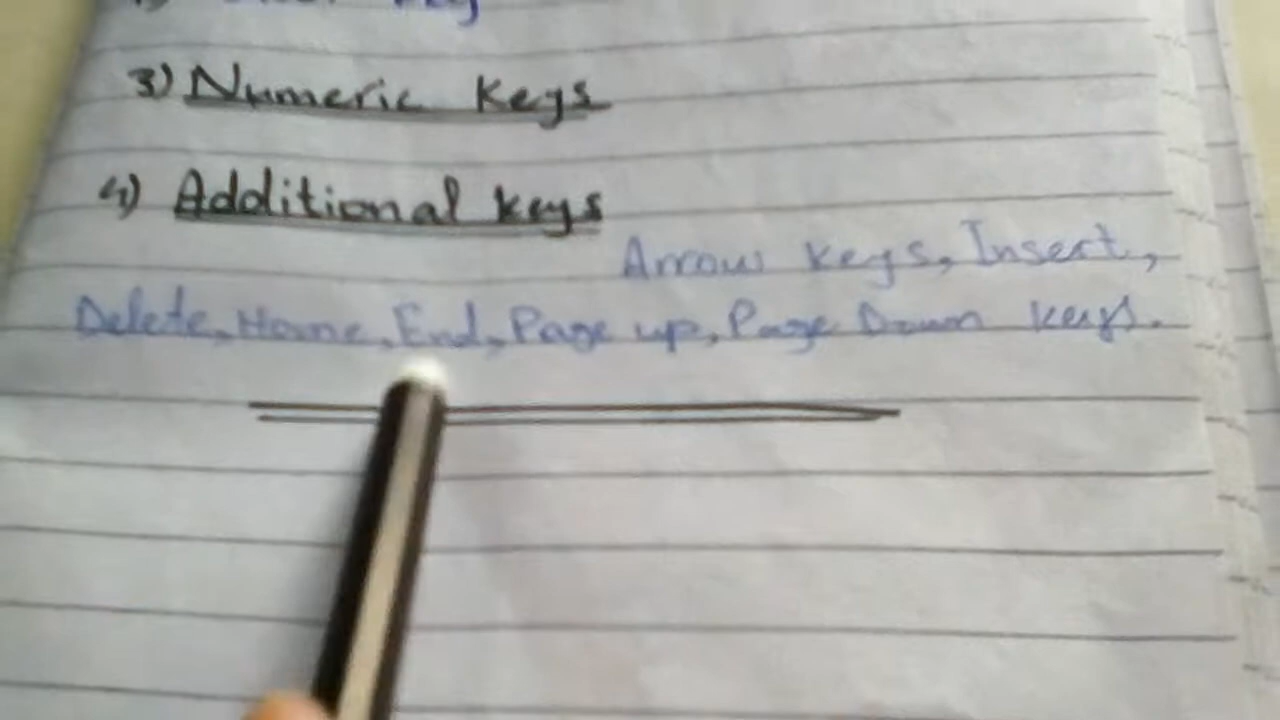 3) Numeric Keys
4) Additional keys
Arrow keys, Insert,
Delete, Home, End, Page up, Page Down keys.